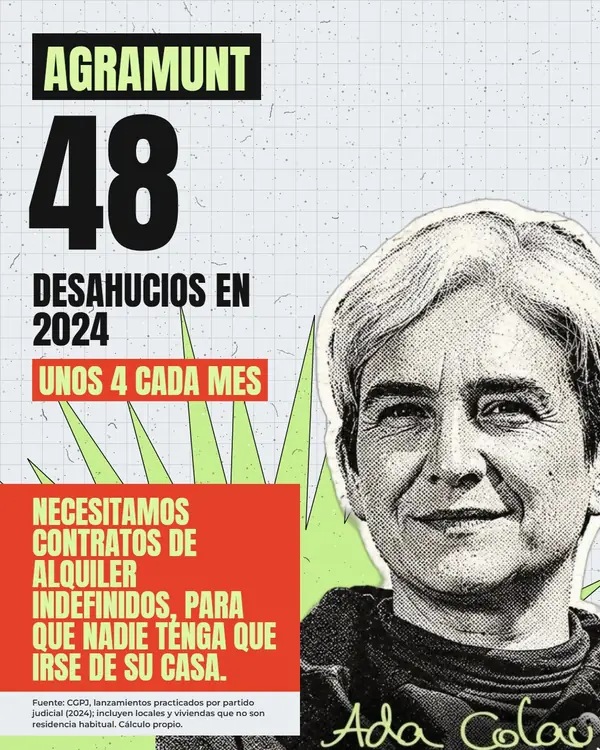 AGRAMUNT
48
DESAHUCIOS EN
2024
UNOS 4 CADA MES
NECESITAMOS
CONTRATOS DE
ALQUILER
INDEFINIDOS, PARA
QUE NADIE TENGA QUE
IRSE DE SU CASA.
Fuente: CGPJ, lanzamientos practicados por partido
judicial (2024); incluyen locales y viviendas que no son
residencia habitual. Cálculo propio.
Ada Colau